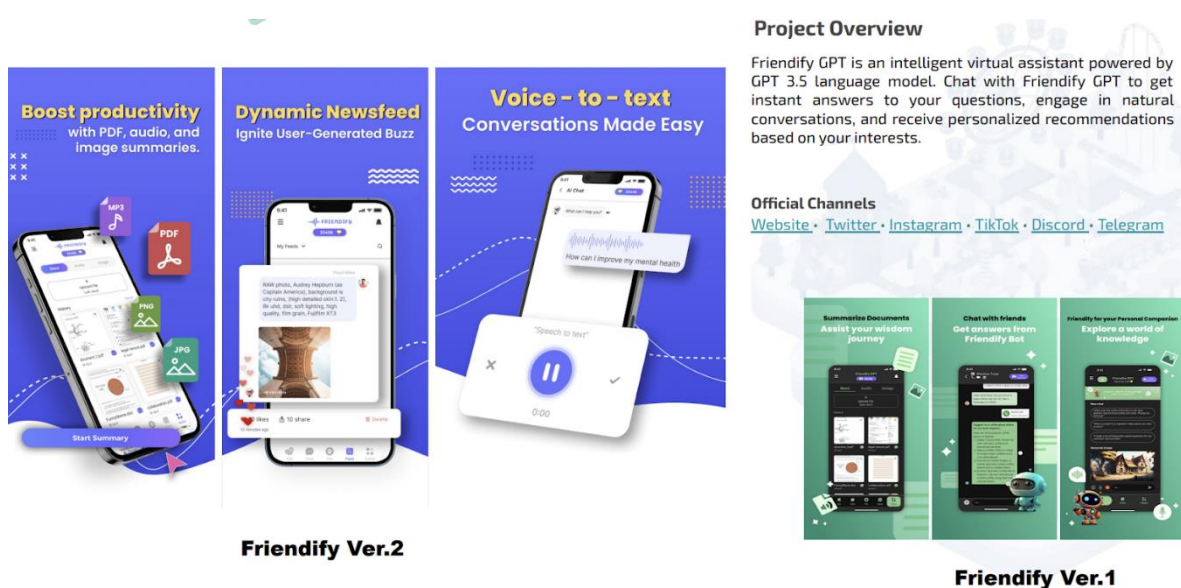 Boost productivity
with PDF, audio, and
image summaries.
MP3
PDF
PNG
JPG
Start Summary
Dynamic Newsfeed
Ignite User-Generated Buzz
9:41
FRIENDIFY
My Feeds
RAW photo, Audrey Hepburn (as
Captain America), background is
city ruins, (high detailed skin:1. 2),
8k uhd, dslr, soft lighting, high
quality, film grain, Fujifilm XT3
likes
10 share
Delete
Voice - to - text
Conversations Made Easy
9:41
AI Chat
How can I improve my mental health
"Speech to text"
0:00
Friendify Ver.2
Project Overview
Friendify GPT is an intelligent virtual assistant powered by
GPT 3.5 language model. Chat with Friendify GPT to get
instant answers to your questions, engage in natural
conversations, and receive personalized recommendations
based on your interests.
Official Channels
Website • Twitter • Instagram • TikTok • Discord • Telegram
Summarize Documents
Assist your wisdom
journey
Chat with friends
Get answers from
Friendify Bot
Friendify for your Personal Companion
Explore a world of
knowledge
Friendify Ver.1